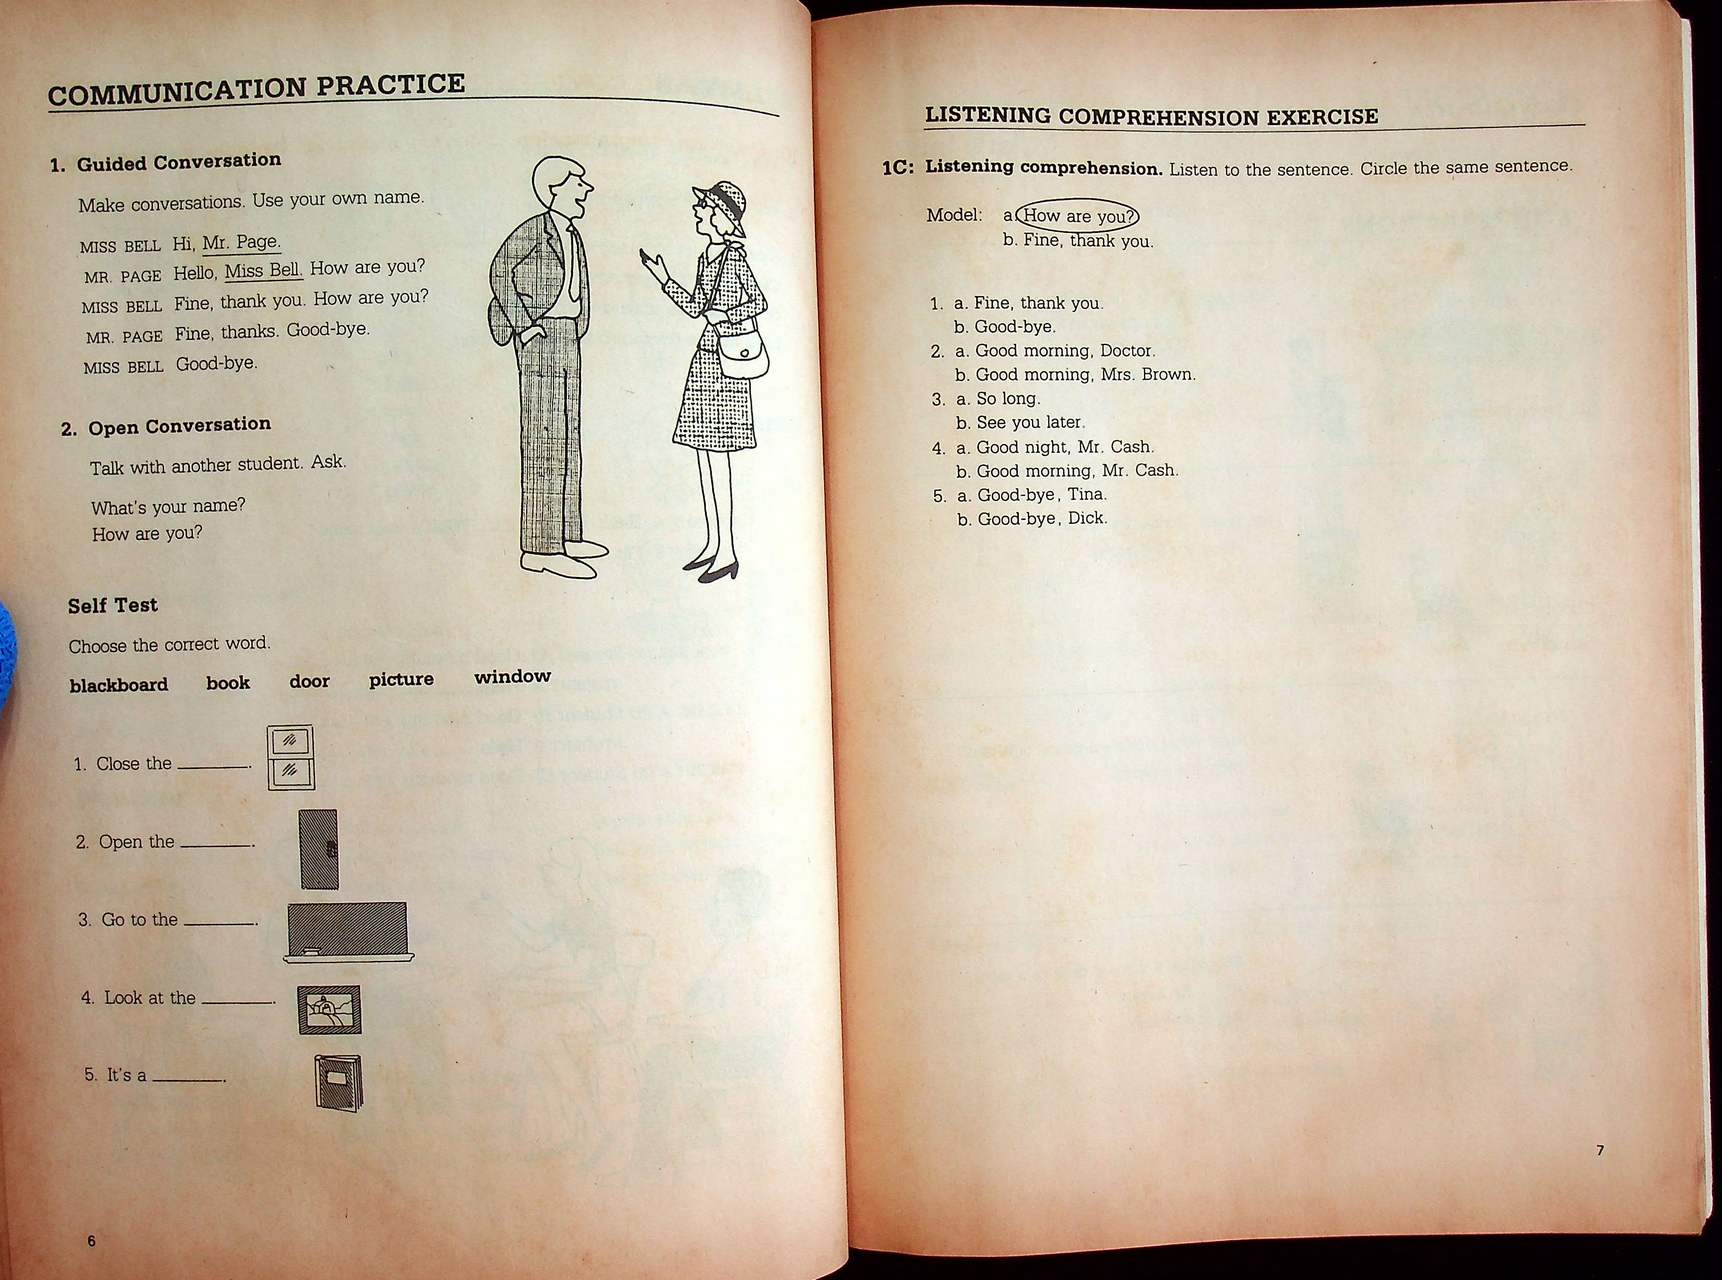 COMMUNICATION PRACTICE
1. Guided Conversation
Make conversations. Use your own name.
MISS BELL Hi, Mr. Page.
MR. PAGE Hello, Miss Bell. How are you?
MISS BELL Fine, thank you. How are you?
MR. PAGE Fine, thanks. Good-bye.
MISS BELL Good-bye.
2. Open Conversation
Talk with another student. Ask.
What's your name?
How are you?
Self Test
Choose the correct word.
blackboard book door picture window
1. Close the ________.
2. Open the ________.
3. Go to the ________.
4. Look at the ________.
5. It's a ________.
6
LISTENING COMPREHENSION EXERCISE
1C: Listening comprehension. Listen to the sentence. Circle the same sentence.
Model: a How are you?
b. Fine, thank you.
1. a. Fine, thank you.
b. Good-bye.
2. a. Good morning, Doctor.
b. Good morning, Mrs. Brown.
3. a. So long.
b. See you later.
4. a. Good night, Mr. Cash.
b. Good morning, Mr. Cash.
5. a. Good-bye, Tina.
b. Good-bye, Dick.
7